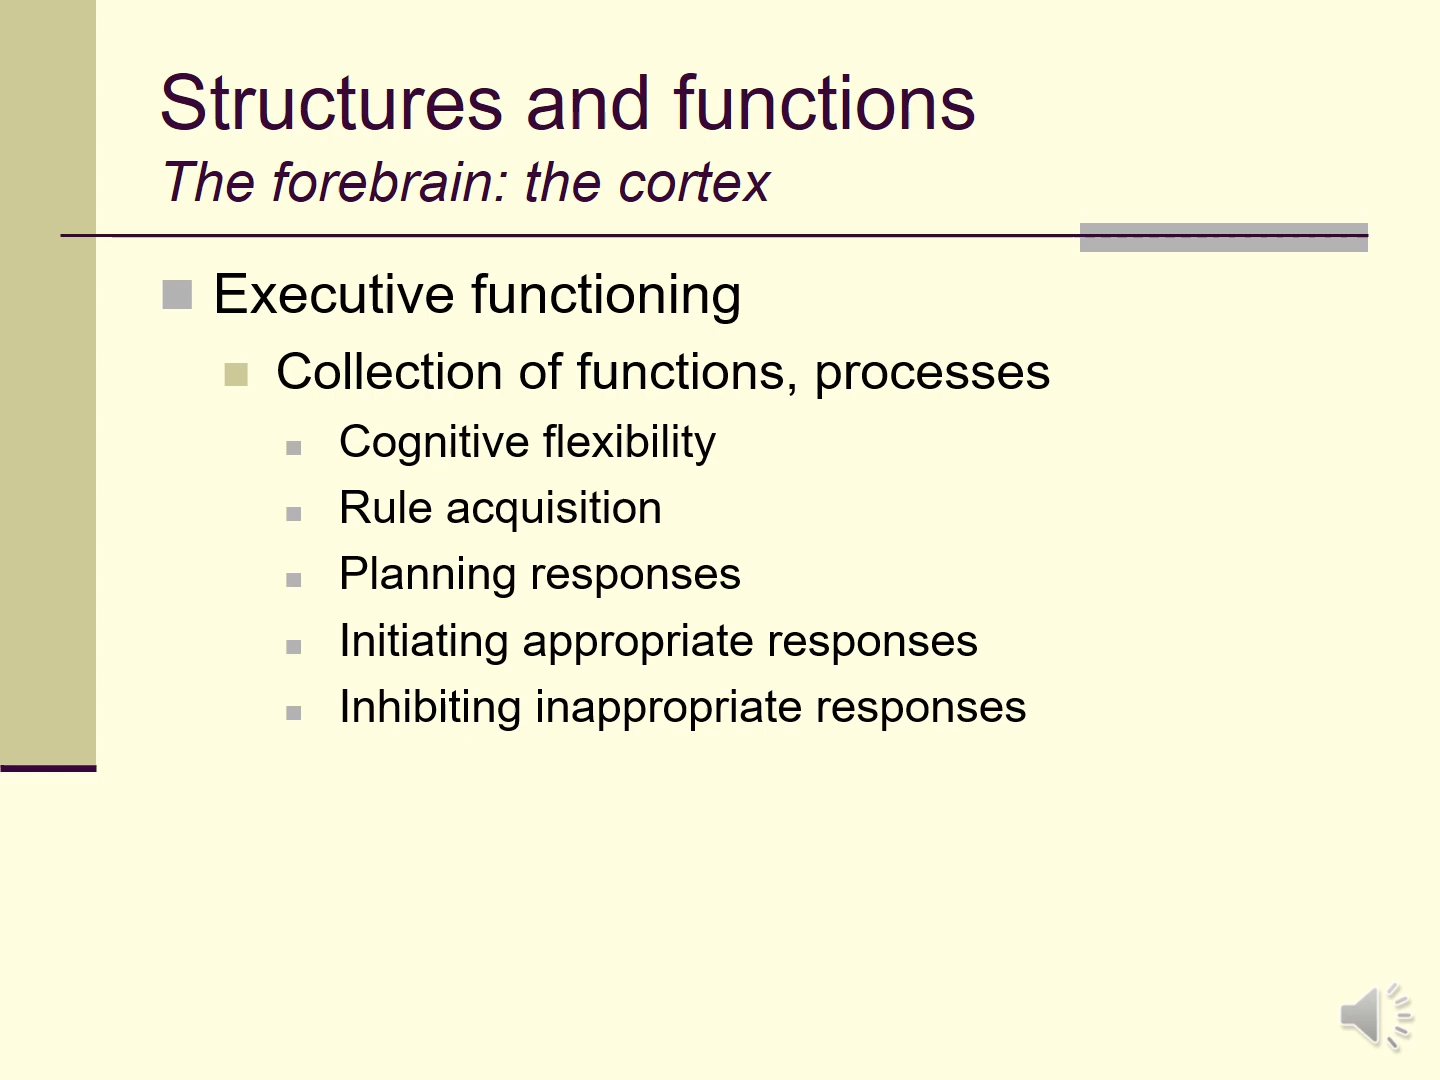 Structures and functions
The forebrain: the cortex
Executive functioning
Collection of functions, processes
Cognitive flexibility
Rule acquisition
Planning responses
Initiating appropriate responses
Inhibiting inappropriate responses